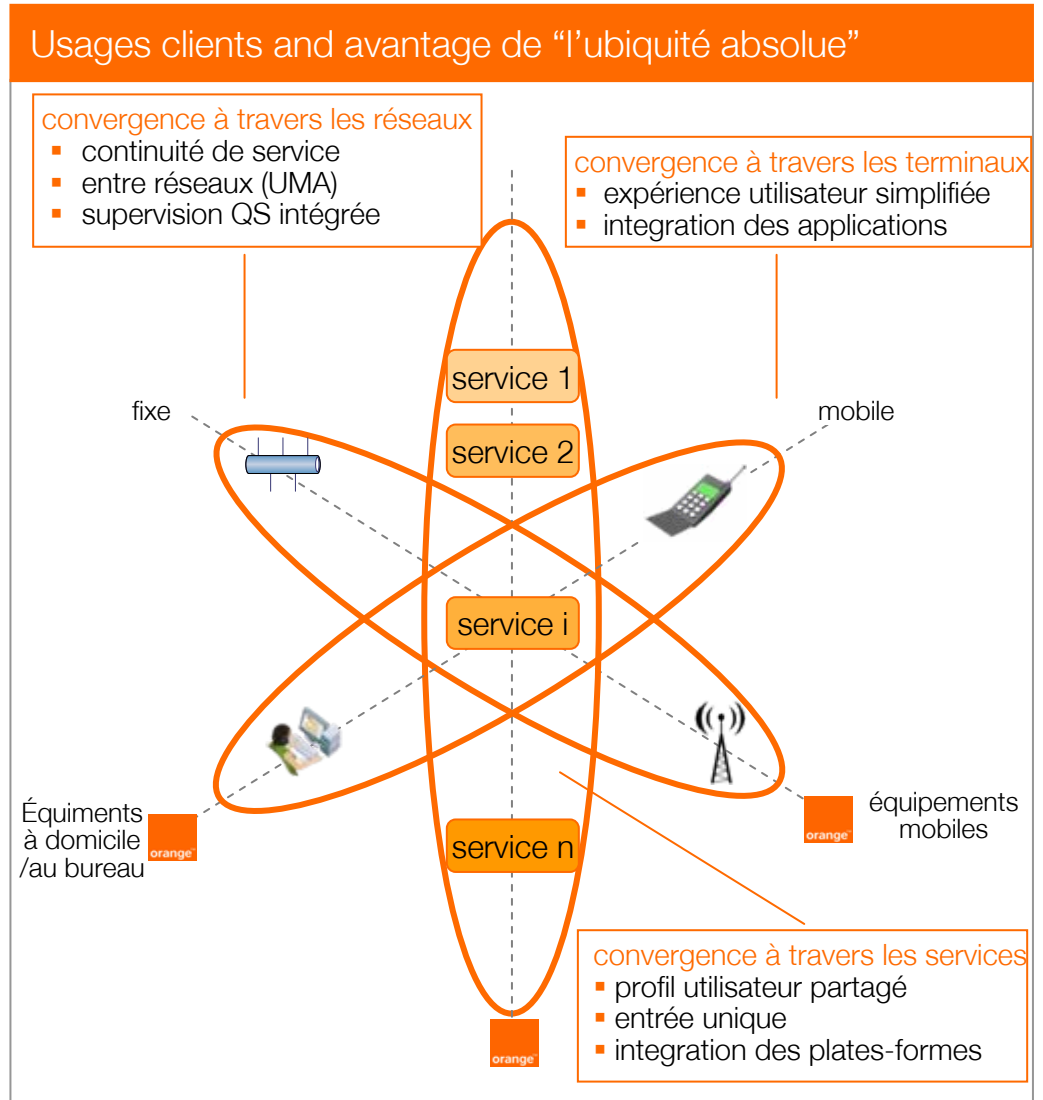 Usages clients and avantage de “l’ubiquité absolue”
convergence à travers les réseaux
▪ continuité de service
▪ entre réseaux (UMA)
▪ supervision QS intégrée
convergence à travers les terminaux
▪ expérience utilisateur simplifiée
▪ integration des applications
service 1
fixe
mobile
service 2
service i
Équiments
à domicile
/au bureau
orange™
orange™
équipements
mobiles
service n
convergence à travers les services
▪ profil utilisateur partagé
▪ entrée unique
▪ integration des plates-formes
orange™